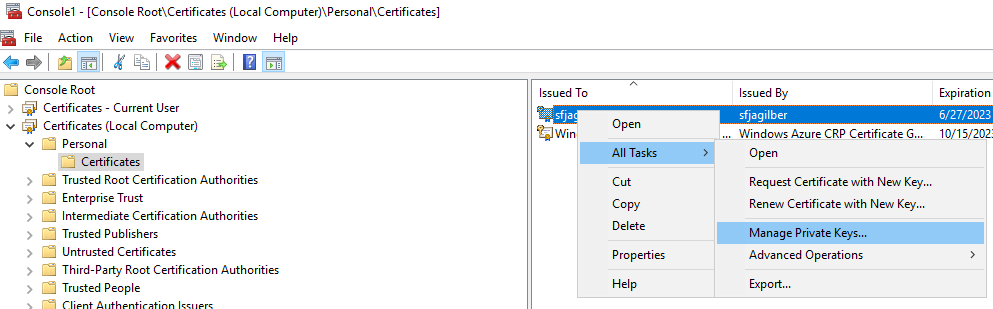 Console1 - [Console Root\Certificates (Local Computer)\Personal\Certificates]
File Action View Favorites Window Help
Console Root
Certificates - Current User
Certificates (Local Computer)
Personal
Certificates
Trusted Root Certification Authorities
Enterprise Trust
Intermediate Certification Authorities
Trusted Publishers
Untrusted Certificates
Third-Party Root Certification Authorities
Trusted People
Client Authentication Issuers
Issued To Issued By Expiration
sfjagilber 6/27/2023
... Windows Azure CRP Certificate G... 10/15/2023
Open
All Tasks
Cut
Copy
Delete
Properties
Help
Open
Request Certificate with New Key...
Renew Certificate with New Key...
Manage Private Keys...
Advanced Operations
Export...